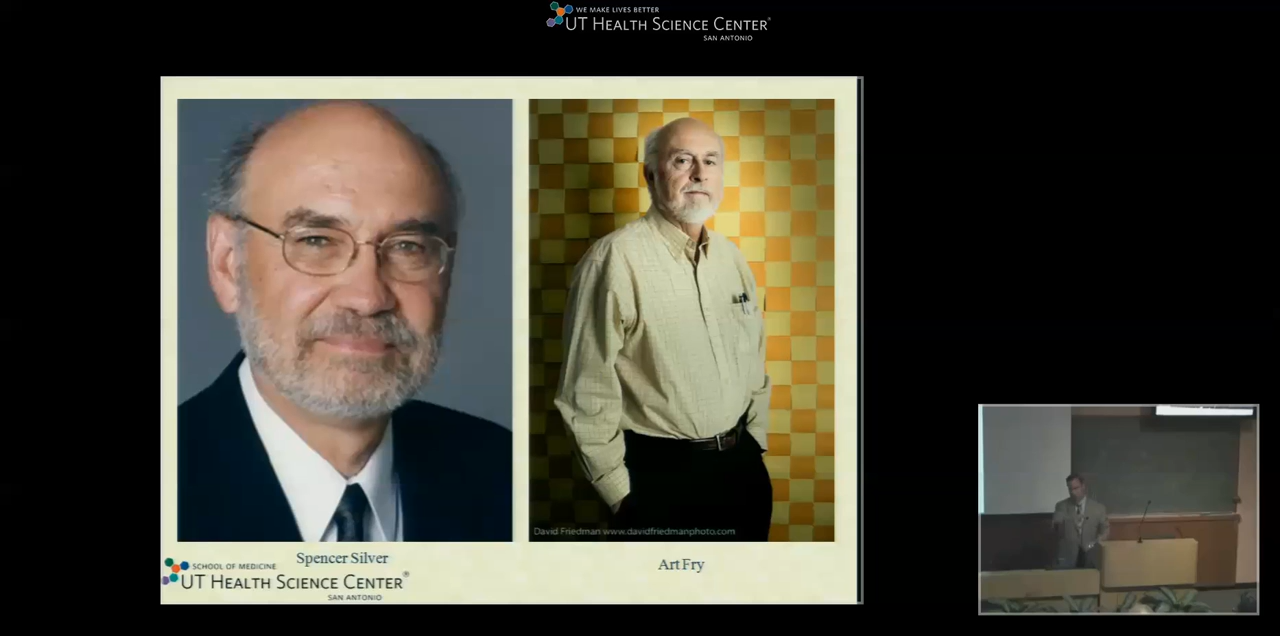 WE MAKE LIVES BETTER
UT HEALTH SCIENCE CENTER®
SAN ANTONIO
David Friedman www.davidfriedmanphoto.com
Spencer Silver
Art Fry
SCHOOL OF MEDICINE
UT HEALTH SCIENCE CENTER®
SAN ANTONIO